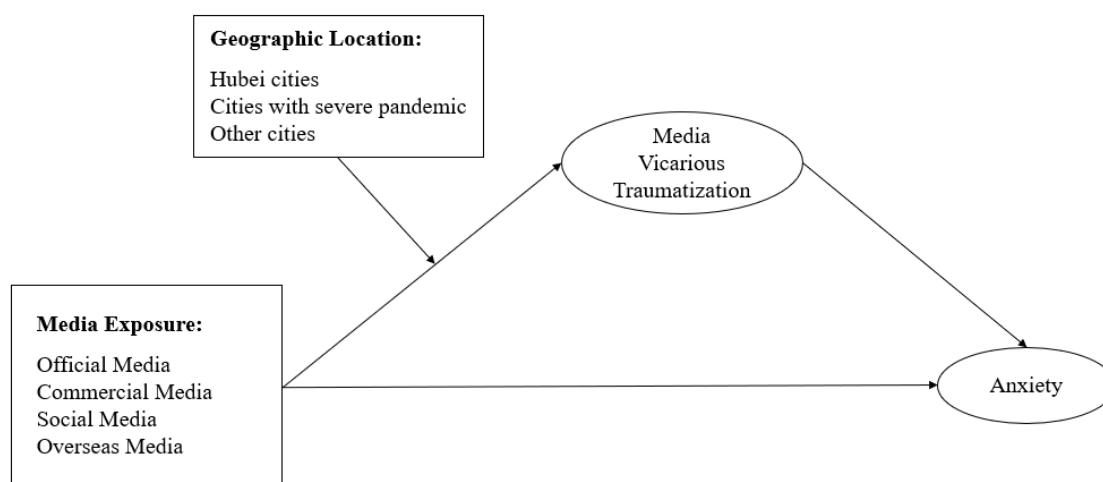 Geographic Location:
Hubei cities
Cities with severe pandemic
Other cities
Media
Vicarious
Traumatization
Media Exposure:
Official Media
Commercial Media
Social Media
Overseas Media
Anxiety